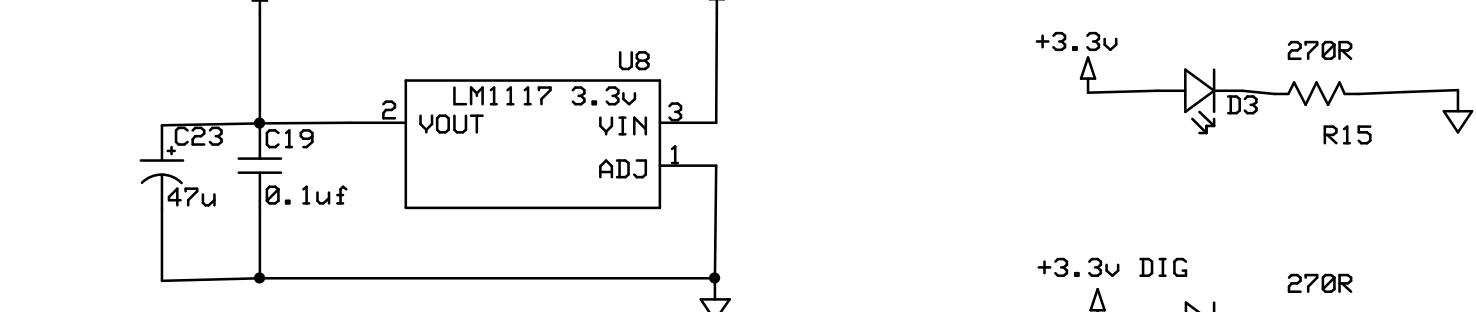 U8
LM1117 3.3v
2
VOUT
VIN
3
ADJ
1
C23
+
47u
C19
0.1uf
+3.3v
270R
D3
R15
+3.3v DIG
270R